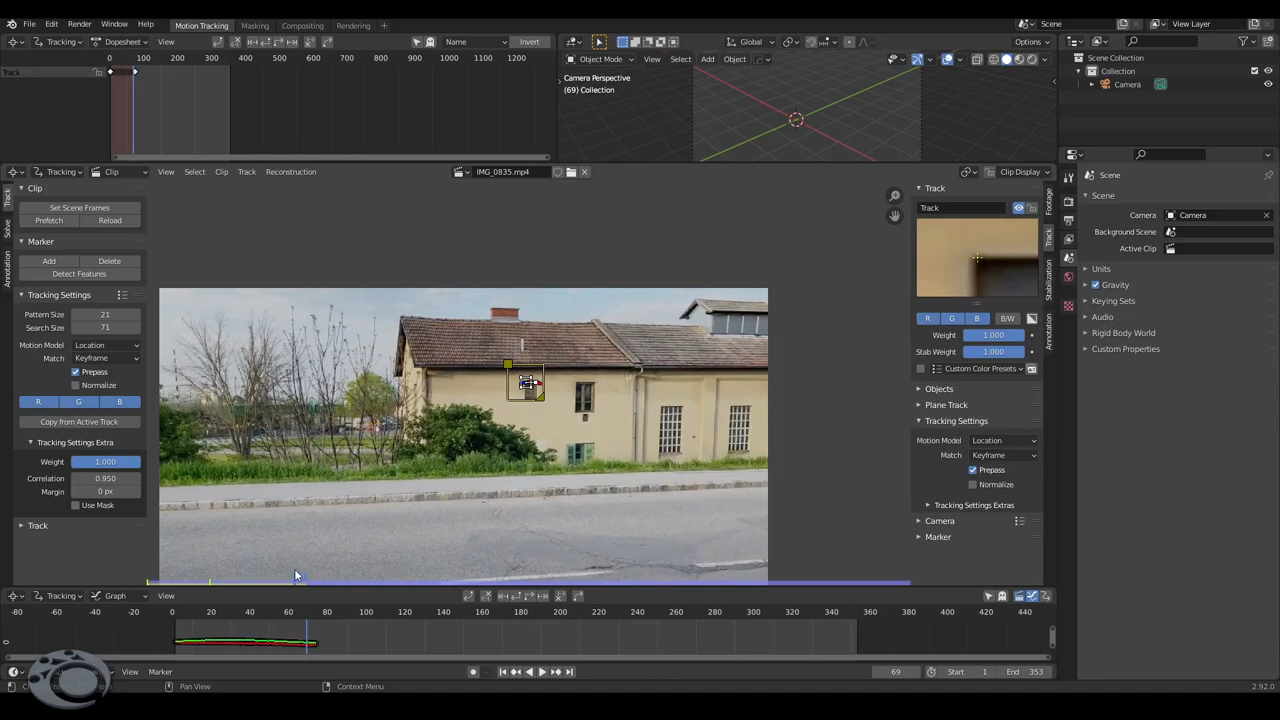 File Edit Render Window Help Motion Tracking Masking Compositing Rendering + Scene View Layer
Tracking Dopesheet View Name Invert Global Options
0 100 200 300 400 500 600 700 800 900 1000 1200
Object Mode View Select Add Object
Track
Camera Perspective
(69) Collection
Scene Collection
Collection
Camera
Tracking Clip View Select Clip Track Reconstruction IMG_0835.mp4 Clip Display
Track
Solve
Annotation
Clip
Set Scene Frames
Prefetch Reload
Marker
Add Delete
Detect Features
Tracking Settings
Pattern Size 21
Search Size 71
Motion Model Location
Match Keyframe
Prepass
Normalize
R G B
Copy from Active Track
Tracking Settings Extra
Weight 1.000
Correlation 0.950
Margin 0 px
Use Mask
Track
Track
Track
R G B B/W
Weight 1.000
Stab Weight 1.000
Custom Color Presets
Objects
Plane Track
Tracking Settings
Motion Model Location
Match Keyframe
Prepass
Normalize
Tracking Settings Extras
Camera
Marker
Footage
Track
Stabilization
Annotation
Scene
Scene
Camera Camera
Background Scene
Active Clip
Units
Gravity
Keying Sets
Audio
Rigid Body World
Custom Properties
Tracking Graph View
-80 -60 -40 -20 0 20 40 60 80 100 120 140 160 180 200 220 240 260 280 300 320 340 360 380 400 420 440
0
View Marker 69 Start 1 End 353
Pan View Context Menu 2.92.0